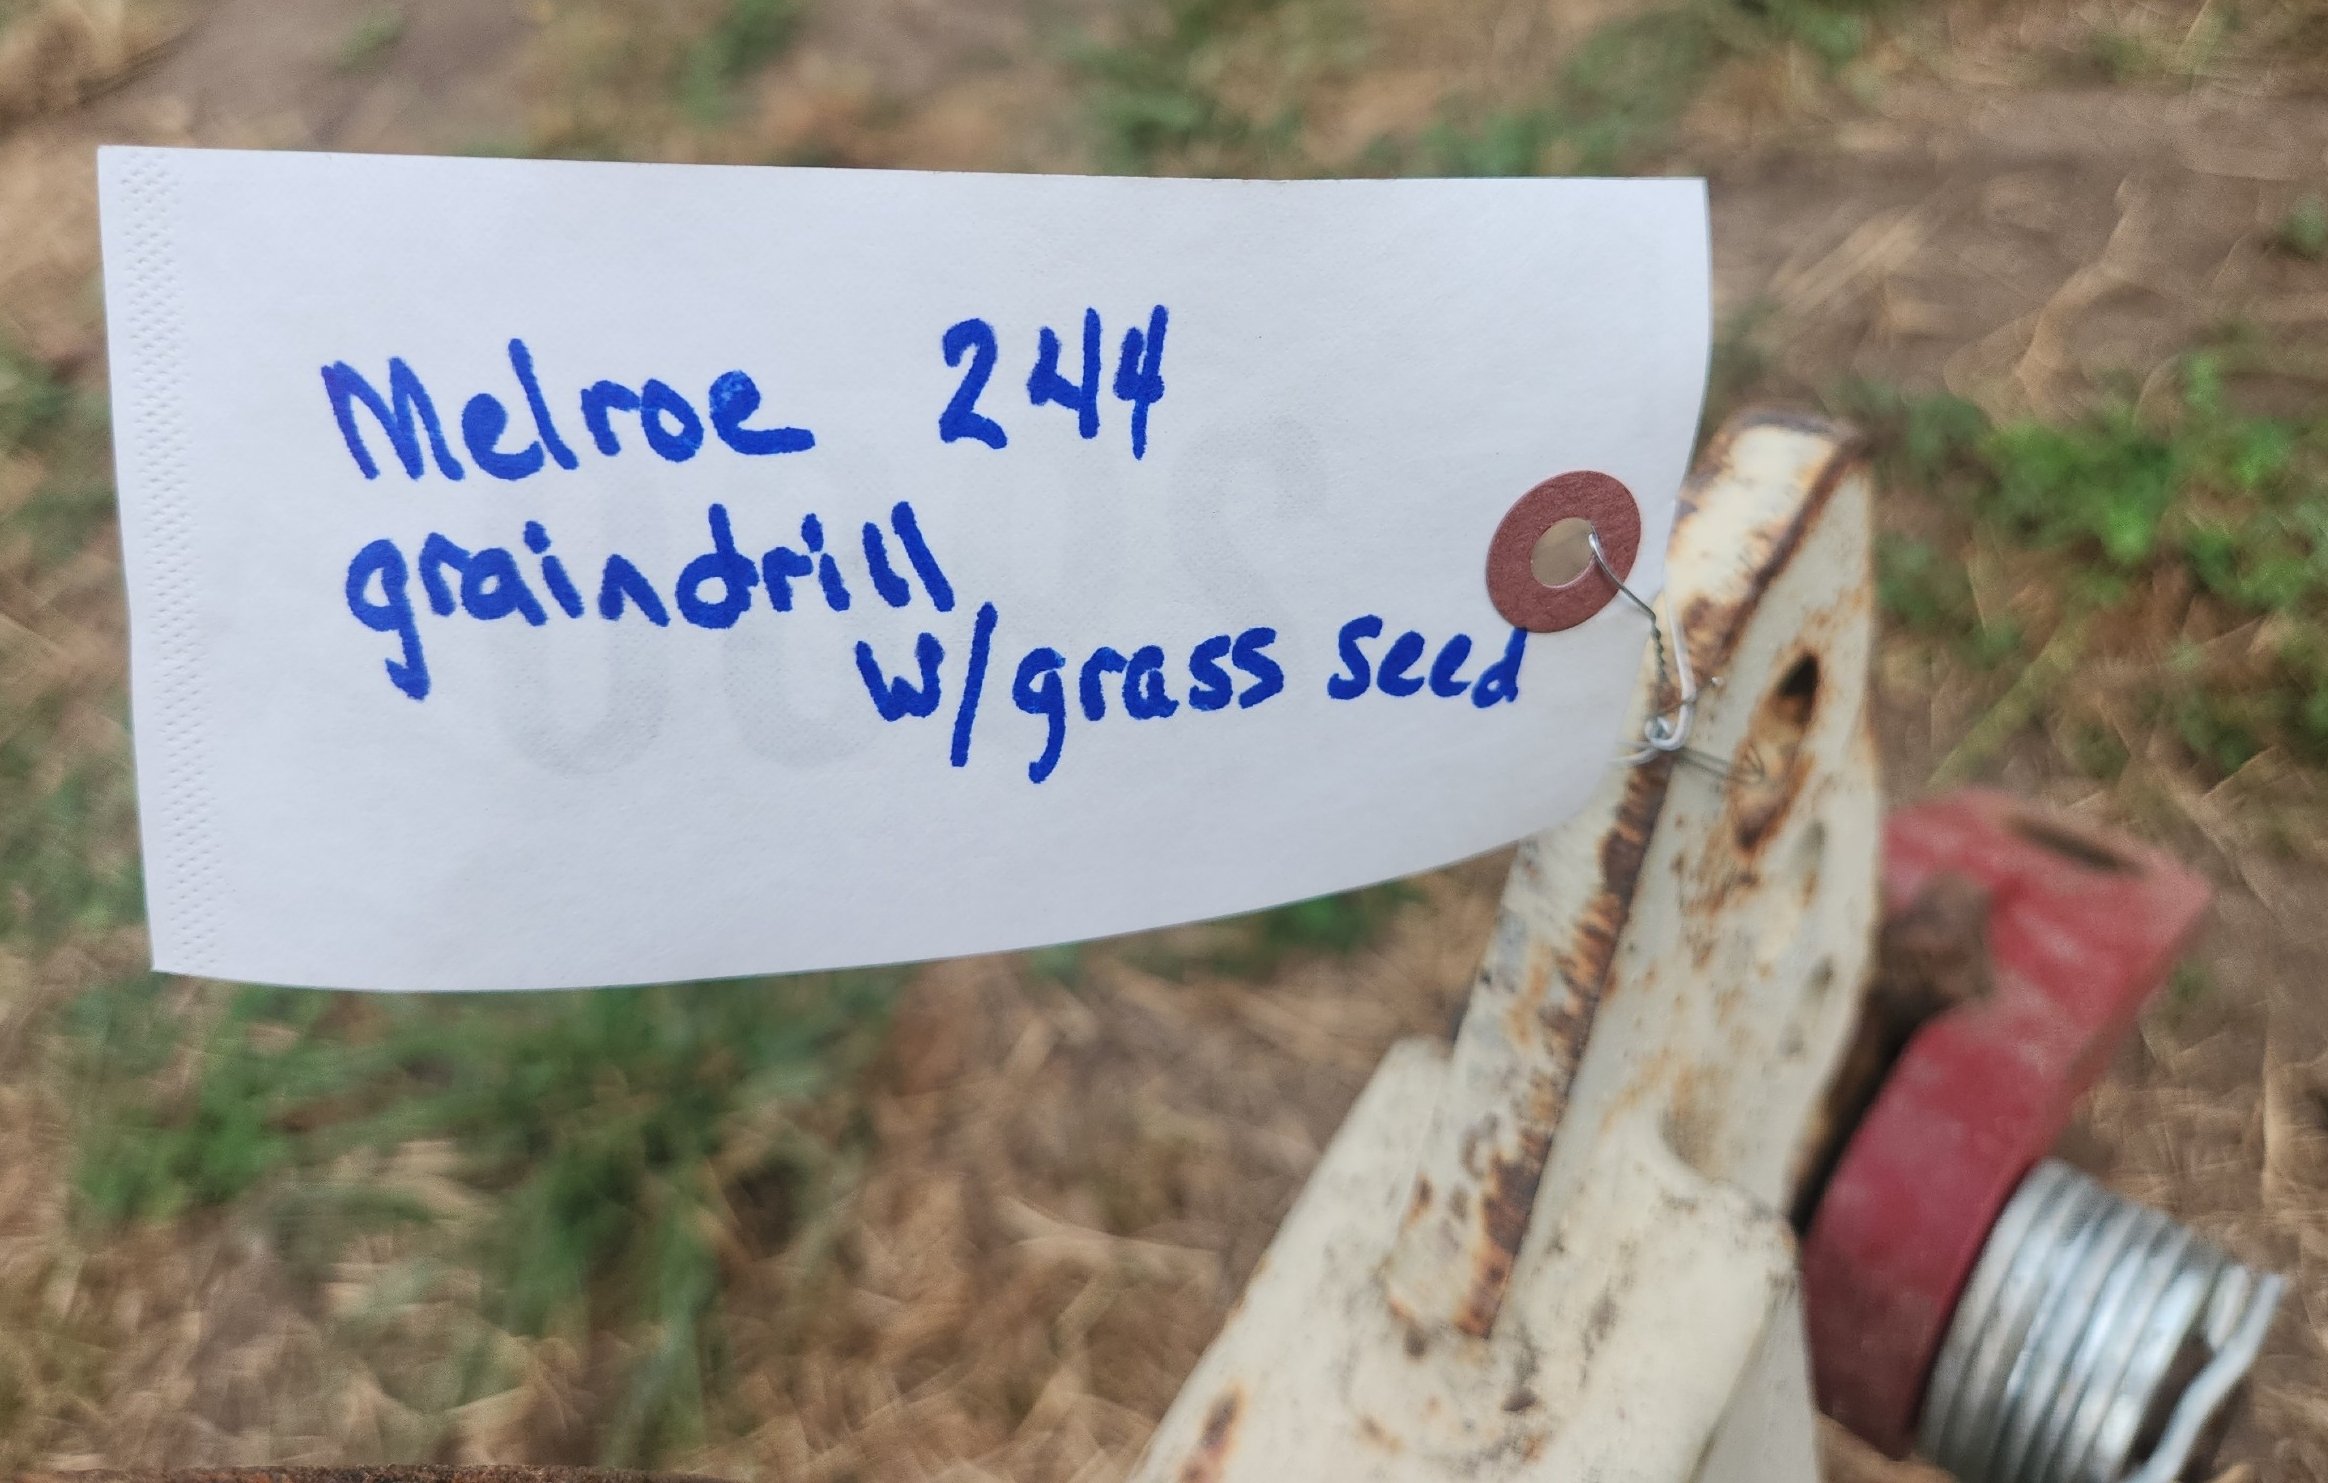 Melroe 244
graindrill
w/grass seed